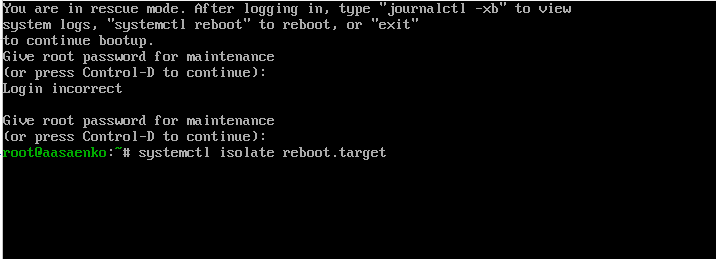 You are in rescue mode. After logging in, type "journalctl -xb" to view
system logs, "systemctl reboot" to reboot, or "exit"
to continue bootup.
Give root password for maintenance
(or press Control-D to continue):
Login incorrect
Give root password for maintenance
(or press Control-D to continue):
root@aasaenko:~# systemctl isolate reboot.target